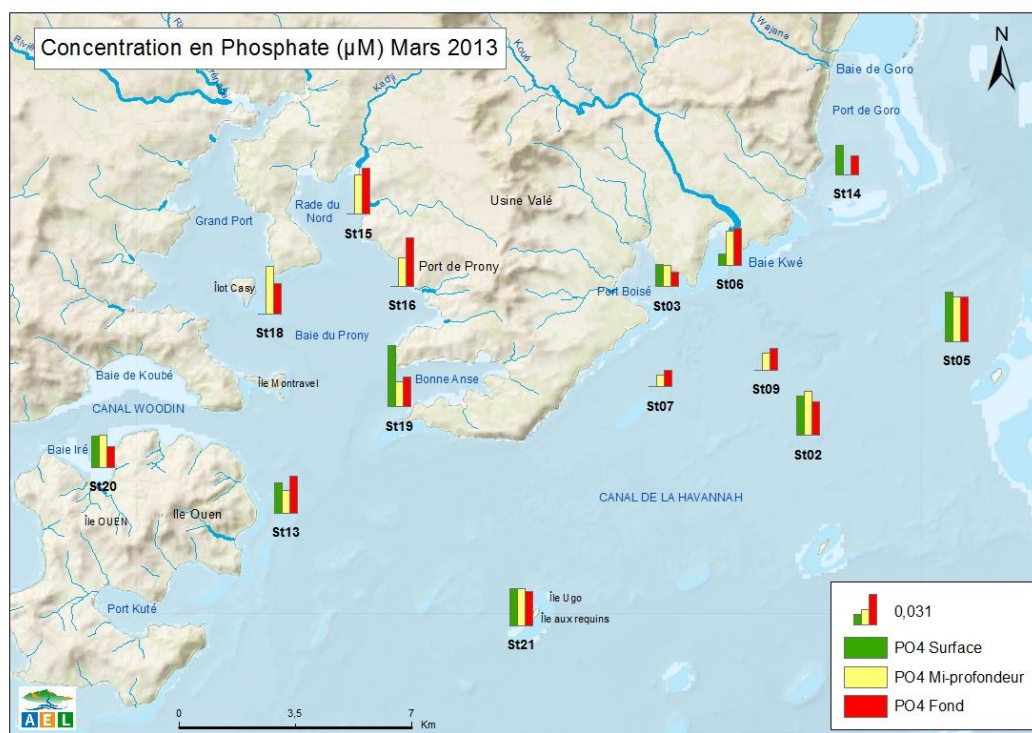 Concentration en Phosphate (µM) Mars 2013
N
Kadji
Koué
Wajana
Baie de Goro
Port de Goro
St14
Rade du
Nord
Usine Valé
Grand Port
St15
Port de Prony
Baie Kwé
St06
Îlot Casy
St16
Port Boisé
St03
St18
St05
Baie du Prony
Baie de Koubé
Île Montravel
Bonne Anse
St07
St09
CANAL WOODIN
St19
St02
Baie Iré
St20
CANAL DE LA HAVANNAH
Île OUEN
Ile Ouen
St13
Port Kuté
Île Ugo
Île aux requins
St21
0,031
PO4 Surface
PO4 Mi-profondeur
PO4 Fond
AEL
0 3,5 7
Km